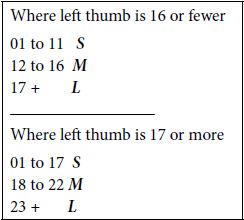 Where left thumb is 16 or fewer
01 to 11 S
12 to 16 M
17 + L
Where left thumb is 17 or more
01 to 17 S
18 to 22 M
23 + L